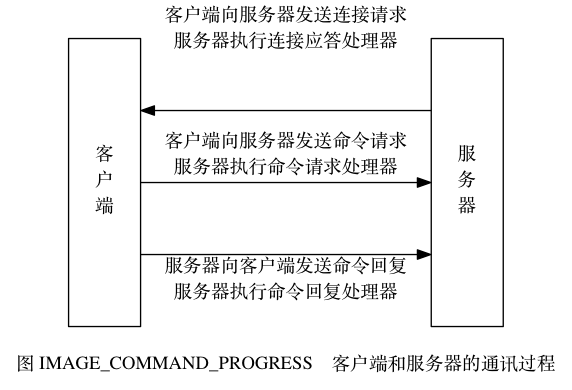 客户端向服务器发送连接请求
服务器执行连接应答处理器
客户端向服务器发送命令请求
服务器执行命令请求处理器
客户端
服务器
服务器向客户端发送命令回复
服务器执行命令回复处理器
图 IMAGE_COMMAND_PROGRESS 客户端和服务器的通讯过程